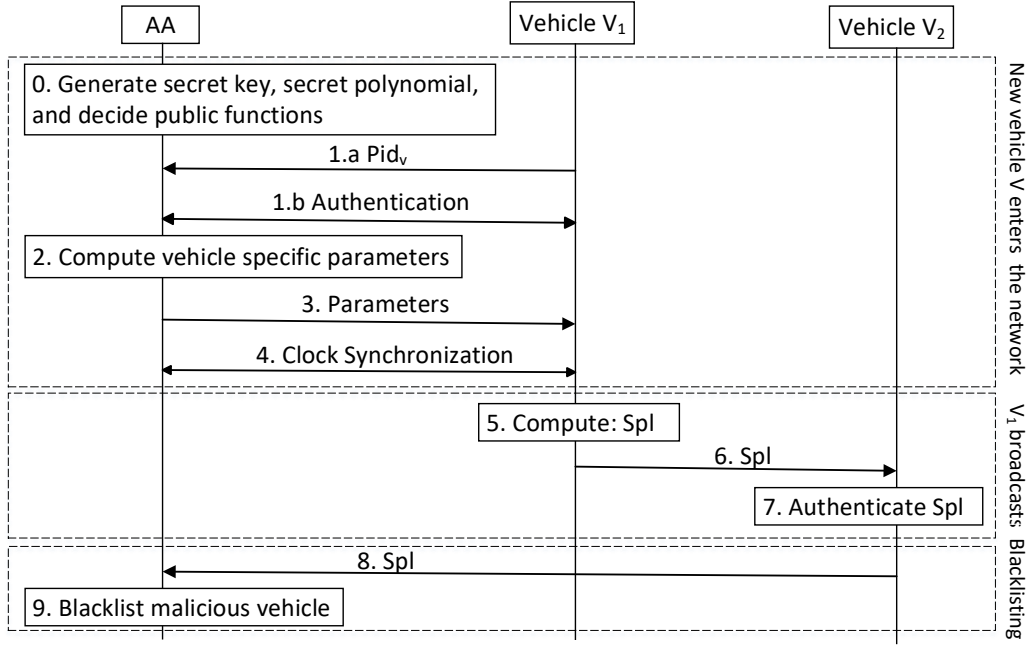 AA
Vehicle V₁
Vehicle V₂
0. Generate secret key, secret polynomial,
and decide public functions
1.a Pidᵥ
1.b Authentication
2. Compute vehicle specific parameters
3. Parameters
4. Clock Synchronization
New vehicle V enters the network
5. Compute: Spl
6. Spl
7. Authenticate Spl
V₁ broadcasts
8. Spl
9. Blacklist malicious vehicle
Blacklisting